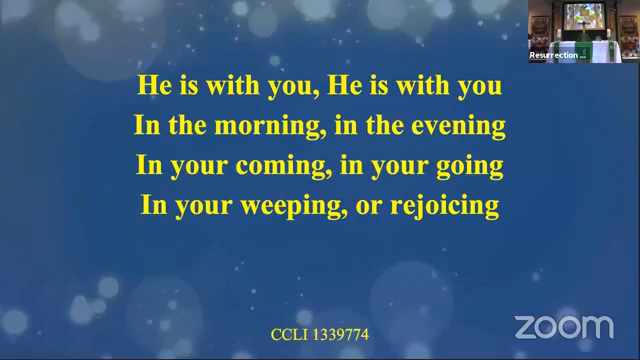 Resurrection ...
He is with you, He is with you
In the morning, in the evening
In your coming, in your going
In your weeping, or rejoicing
CCLI 1339774
zoom